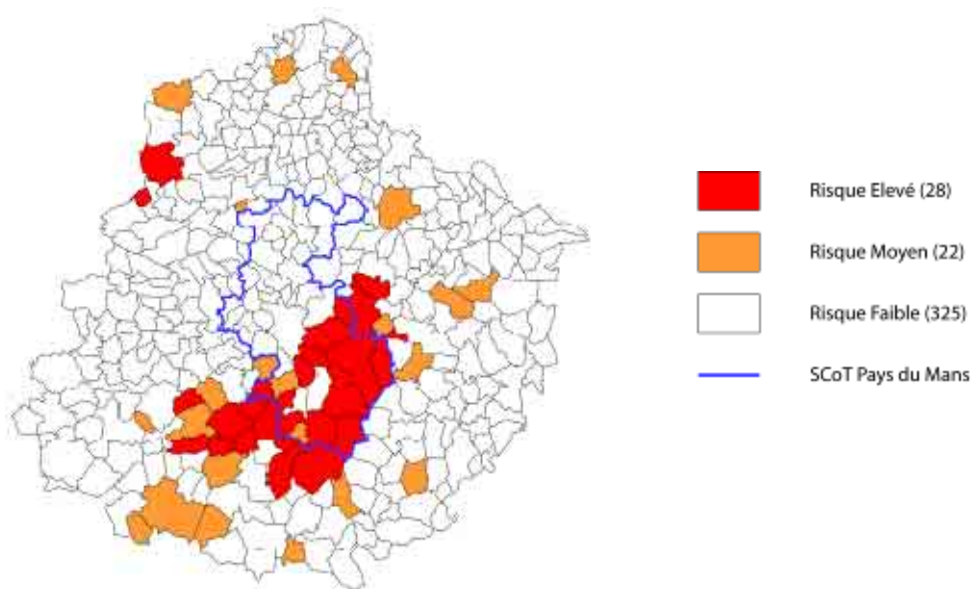 Risque Elevé (28)
Risque Moyen (22)
Risque Faible (325)
SCoT Pays du Mans